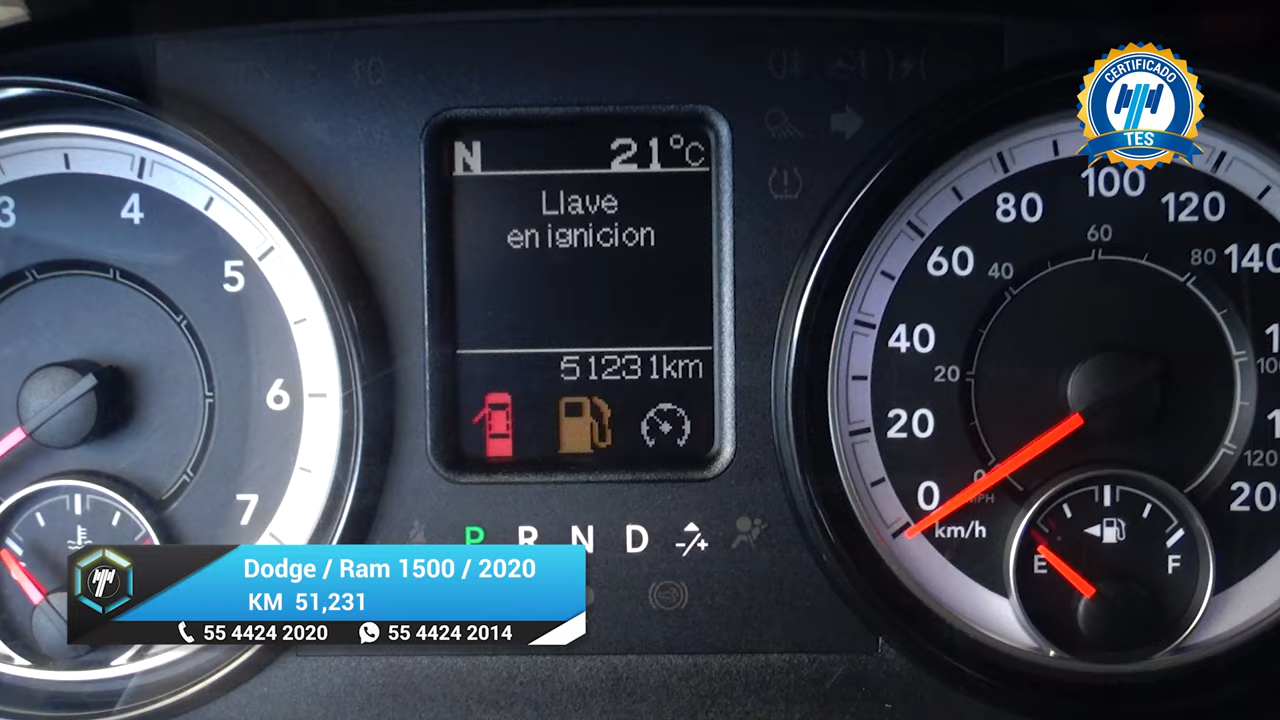 CERTIFICADO
TES
N 21°C
Llave
en ignicion
51231km
3
4
5
6
7
P R N D -/+
0
20
40
60
80
100
120
140
20
20
40
60
80
120
0
MPH
km/h
E F
Dodge / Ram 1500 / 2020
KM 51,231
55 4424 2020 55 4424 2014